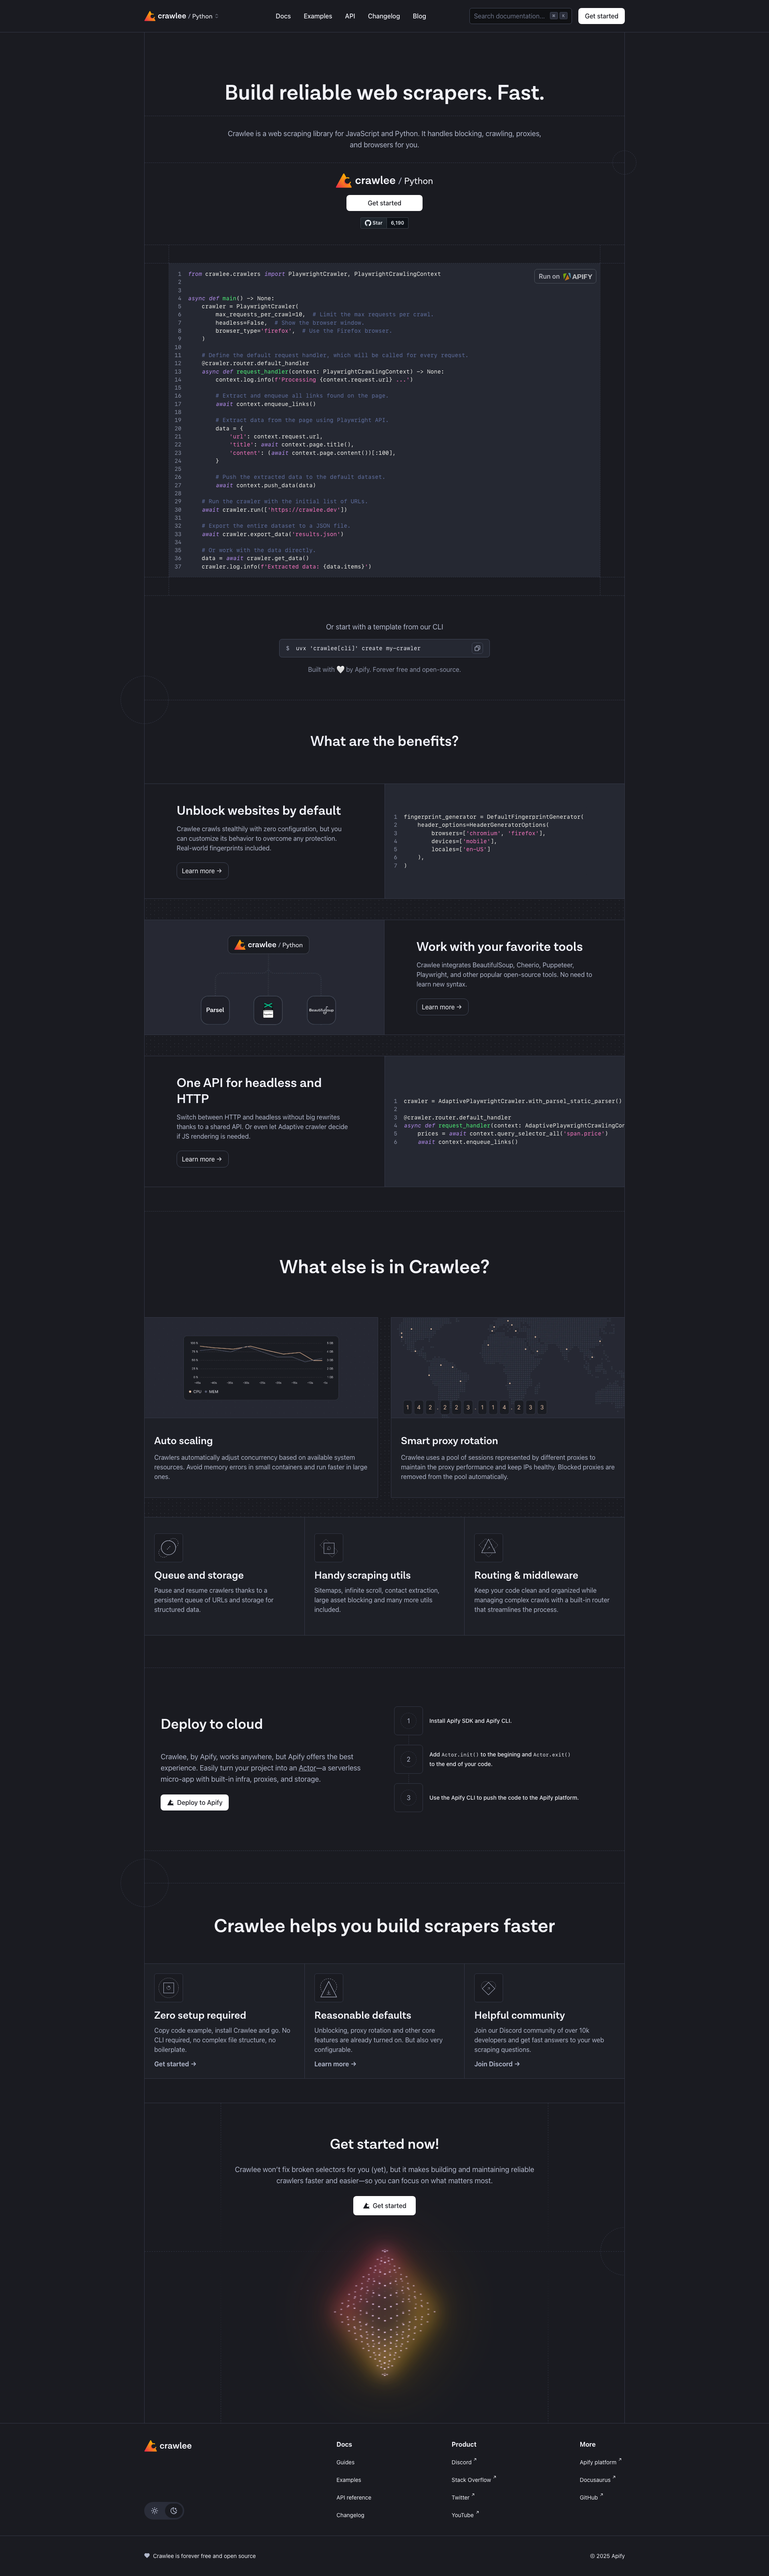 crawlee / Python
Docs Examples API Changelog Blog
Search documentation... ⌘ K
Get started
Build reliable web scrapers. Fast.
Crawlee is a web scraping library for JavaScript and Python. It handles blocking, crawling, proxies,
and browsers for you.
crawlee / Python
Get started
Star 6,190
Run on APIFY
1 from crawlee.crawlers import PlaywrightCrawler, PlaywrightCrawlingContext
2
3
4 async def main() -> None:
5     crawler = PlaywrightCrawler(
6         max_requests_per_crawl=10,  # Limit the max requests per crawl.
7         headless=False,  # Show the browser window.
8         browser_type='firefox',  # Use the Firefox browser.
9     )
10
11     # Define the default request handler, which will be called for every request.
12     @crawler.router.default_handler
13     async def request_handler(context: PlaywrightCrawlingContext) -> None:
14         context.log.info(f'Processing {context.request.url} ...')
15
16         # Extract and enqueue all links found on the page.
17         await context.enqueue_links()
18
19         # Extract data from the page using Playwright API.
20         data = {
21             'url': context.request.url,
22             'title': await context.page.title(),
23             'content': (await context.page.content())[:100],
24         }
25
26         # Push the extracted data to the default dataset.
27         await context.push_data(data)
28
29     # Run the crawler with the initial list of URLs.
30     await crawler.run(['https://crawlee.dev'])
31
32     # Export the entire dataset to a JSON file.
33     await crawler.export_data('results.json')
34
35     # Or work with the data directly.
36     data = await crawler.get_data()
37     crawler.log.info(f'Extracted data: {data.items}')
Or start with a template from our CLI
$ uvx 'crawlee[cli]' create my-crawler
Built with 🤍 by Apify. Forever free and open-source.
What are the benefits?
Unblock websites by default
Crawlee crawls stealthily with zero configuration, but you
can customize its behavior to overcome any protection.
Real-world fingerprints included.
Learn more
1 fingerprint_generator = DefaultFingerprintGenerator(
2     header_options=HeaderGeneratorOptions(
3         browsers=['chromium', 'firefox'],
4         devices=['mobile'],
5         locales=['en-US']
6     ),
7 )
crawlee / Python
Parsel
BeautifulSoup
Work with your favorite tools
Crawlee integrates BeautifulSoup, Cheerio, Puppeteer,
Playwright, and other popular open-source tools. No need to
learn new syntax.
Learn more
One API for headless and
HTTP
Switch between HTTP and headless without big rewrites
thanks to a shared API. Or even let Adaptive crawler decide
if JS rendering is needed.
Learn more
1 crawler = AdaptivePlaywrightCrawler.with_parsel_static_parser()
2
3 @crawler.router.default_handler
4 async def request_handler(context: AdaptivePlaywrightCrawlingCon
5     prices = await context.query_selector_all('span.price')
6     await context.enqueue_links()
What else is in Crawlee?
CPU MEM
1 4 2 . 2 2 3 . 1 1 4 . 2 3 3
Auto scaling
Crawlers automatically adjust concurrency based on available system
resources. Avoid memory errors in small containers and run faster in large
ones.
Smart proxy rotation
Crawlee uses a pool of sessions represented by different proxies to
maintain the proxy performance and keep IPs healthy. Blocked proxies are
removed from the pool automatically.
Queue and storage
Pause and resume crawlers thanks to a
persistent queue of URLs and storage for
structured data.
Handy scraping utils
Sitemaps, infinite scroll, contact extraction,
large asset blocking and many more utils
included.
Routing & middleware
Keep your code clean and organized while
managing complex crawls with a built-in router
that streamlines the process.
Deploy to cloud
Crawlee, by Apify, works anywhere, but Apify offers the best
experience. Easily turn your project into an Actor—a serverless
micro-app with built-in infra, proxies, and storage.
Deploy to Apify
1 Install Apify SDK and Apify CLI.
2 Add Actor.init() to the begining and Actor.exit()
to the end of your code.
3 Use the Apify CLI to push the code to the Apify platform.
Crawlee helps you build scrapers faster
Zero setup required
Copy code example, install Crawlee and go. No
CLI required, no complex file structure, no
boilerplate.
Get started
Reasonable defaults
Unblocking, proxy rotation and other core
features are already turned on. But also very
configurable.
Learn more
Helpful community
Join our Discord community of over 10k
developers and get fast answers to your web
scraping questions.
Join Discord
Get started now!
Crawlee won't fix broken selectors for you (yet), but it makes building and maintaining reliable
crawlers faster and easier—so you can focus on what matters most.
Get started
crawlee
Docs
Guides
Examples
API reference
Changelog
Product
Discord
Stack Overflow
Twitter
YouTube
More
Apify platform
Docusaurus
GitHub
Crawlee is forever free and open source
© 2025 Apify